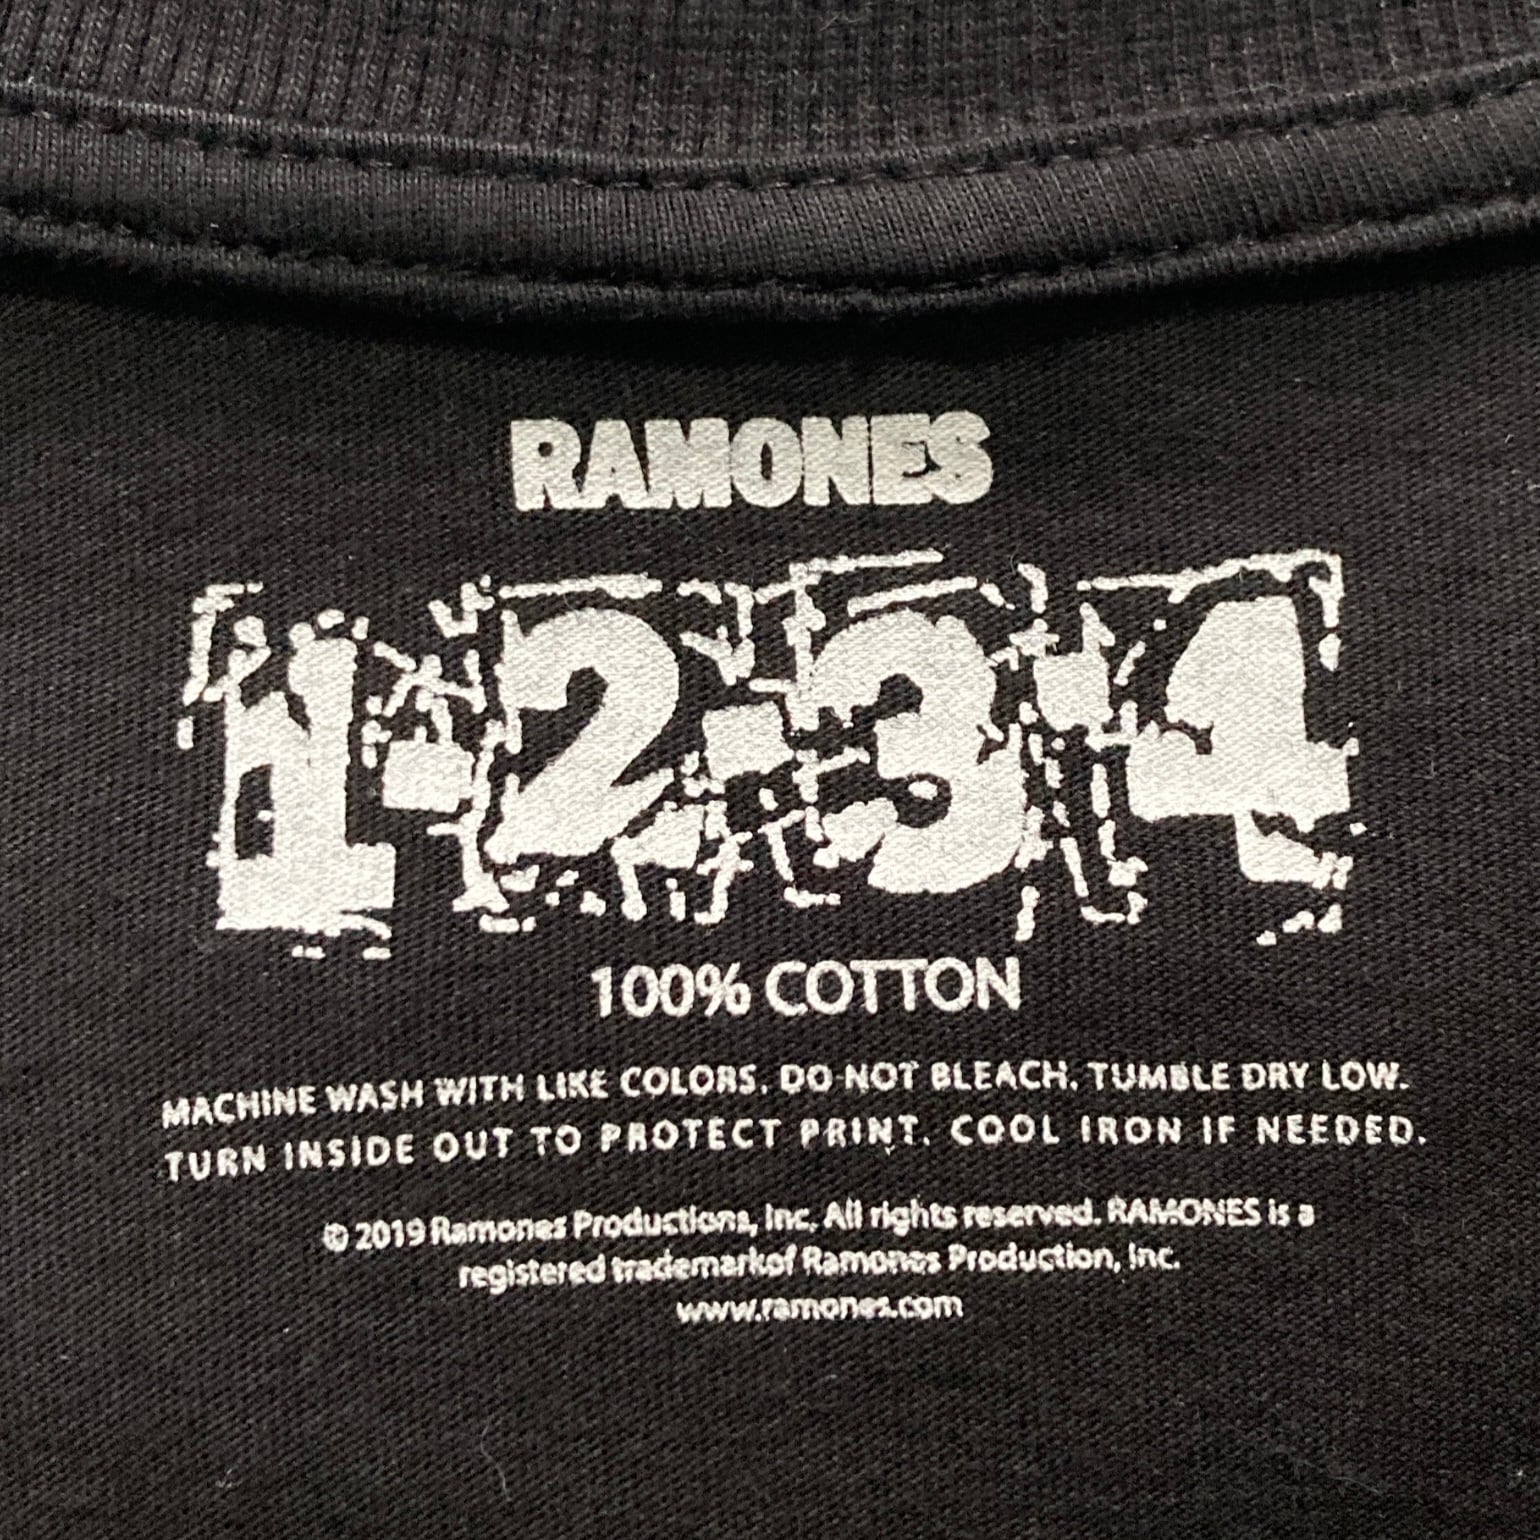 RAMONES
1-2-3-4
100% COTTON
MACHINE WASH WITH LIKE COLORS. DO NOT BLEACH. TUMBLE DRY LOW.
TURN INSIDE OUT TO PROTECT PRINT. COOL IRON IF NEEDED.
© 2019 Ramones Productions, Inc. All rights reserved. RAMONES is a
registered trademarkof Ramones Production, Inc.
www.ramones.com